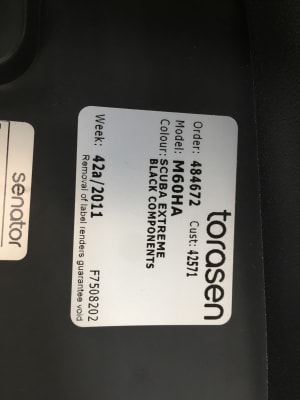 torasen
Order: 484672 Cust: 42571
Model: M60HA
Colour: SCUBA EXTREME
BLACK COMPONENTS
Week: 42a/2011 F7508202
Removal of label renders guarantee void
senator